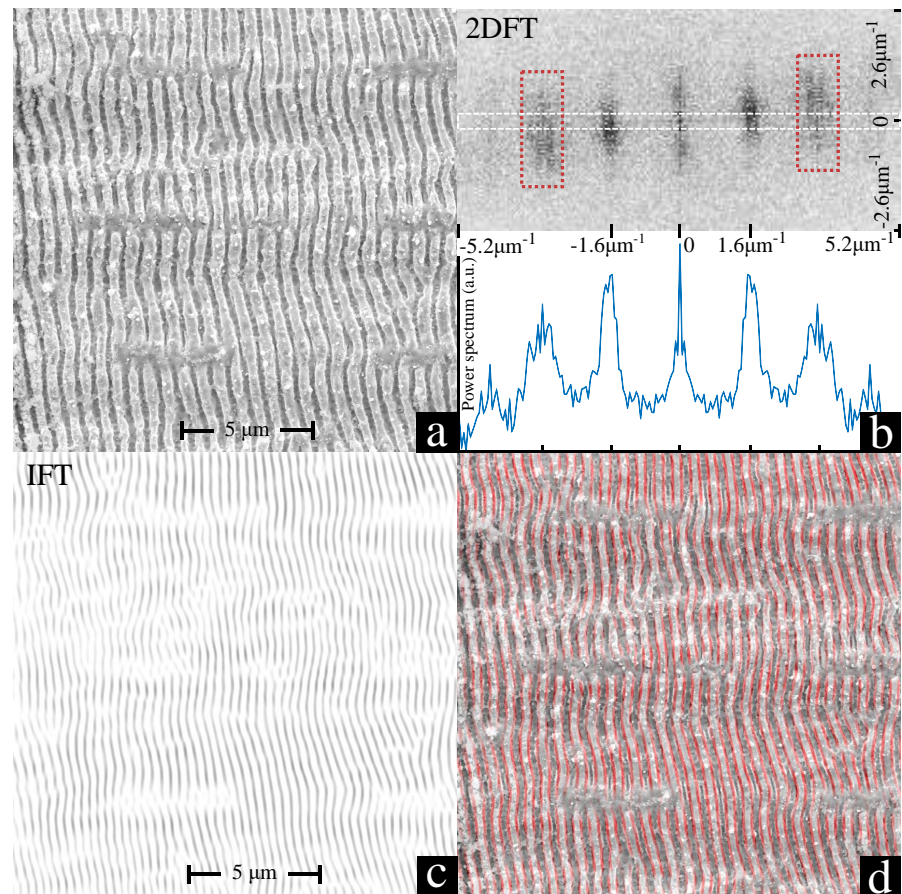 2DFT
2.6μm-1
0
-2.6μm-1
5 μm
a
-5.2μm-1
-1.6μm-1
0
1.6μm-1
5.2μm-1
Power spectrum (a.u.)
b
IFT
5 μm
c
d